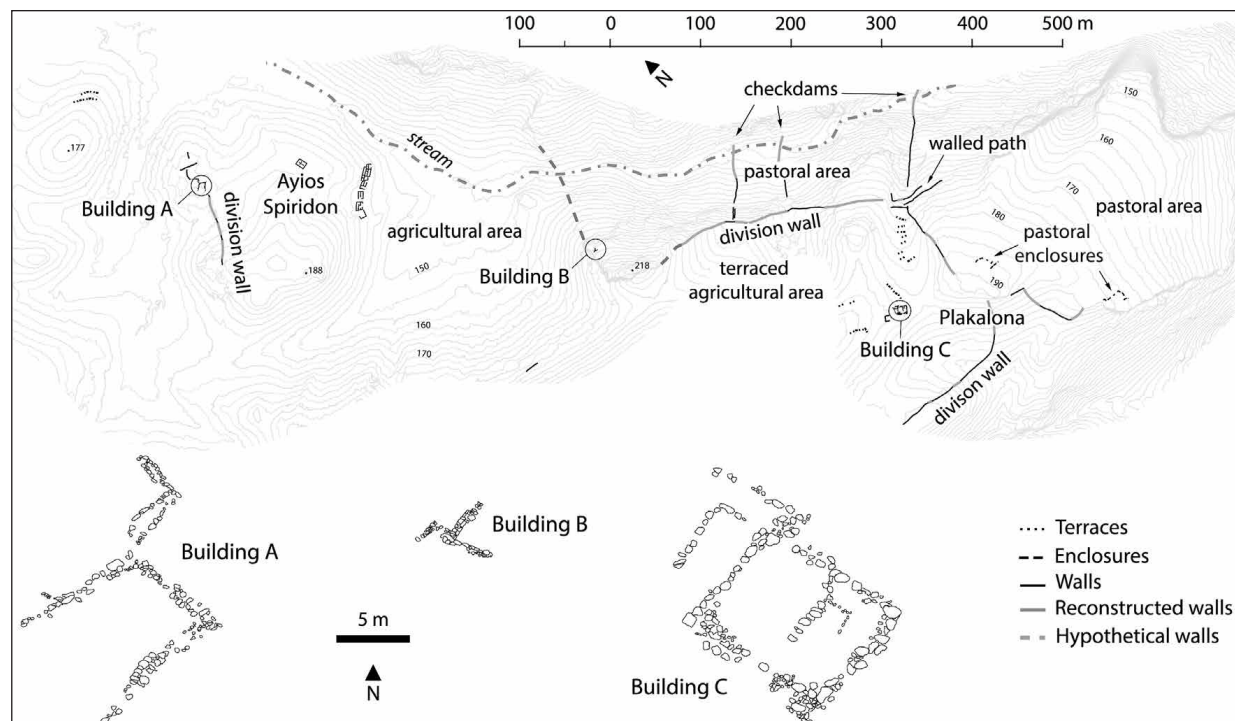 100 0 100 200 300 400 500 m
N
checkdams
150
stream
walled path
160
177
pastoral area
Ayios
Spiridon
170
Building A
pastoral area
180
division wall
agricultural area
division wall
pastoral
enclosures
Building B
218
terraced
agricultural area
188
150
190
Plakalona
160
Building C
170
divison wall
Building A
Building B
Building C
5 m
N
Terraces
Enclosures
Walls
Reconstructed walls
Hypothetical walls